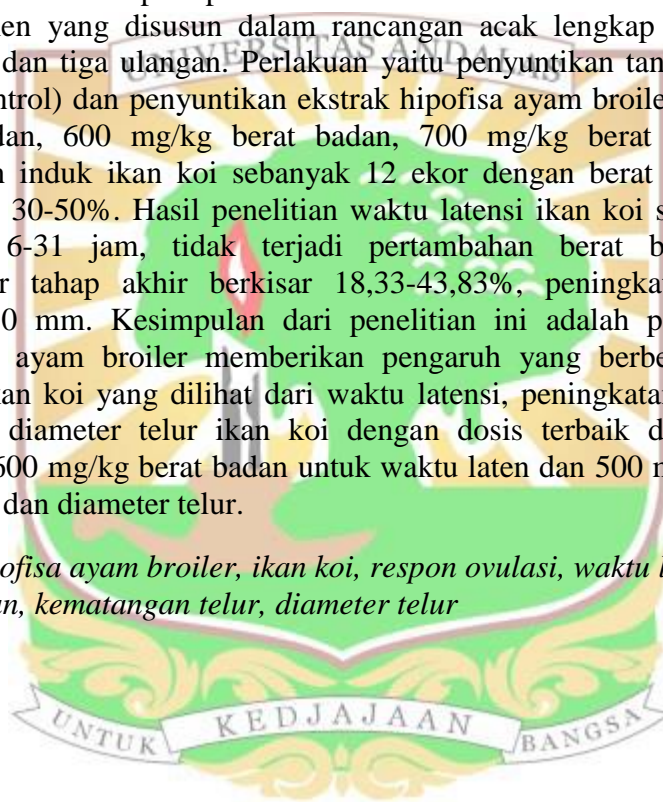 men yang disusun dalam rancangan acak lengkap
UNIVERSITAS ANDALAS
dan tiga ulangan. Perlakuan yaitu penyuntikan
ntrol) dan penyuntikan ekstrak hipofisa ayam broile
dan, 600 mg/kg berat badan, 700 mg/kg berat
n induk ikan koi sebanyak 12 ekor dengan berat
30-50%. Hasil penelitian waktu latensi ikan koi
6-31 jam, tidak terjadi pertambahan berat b
r tahap akhir berkisar 18,33-43,83%, peningkat
0 mm. Kesimpulan dari penelitian ini adalah p
ayam broiler memberikan pengaruh yang berbe
kan koi yang dilihat dari waktu latensi, peningkatan
diameter telur ikan koi dengan dosis terbaik d
600 mg/kg berat badan untuk waktu laten dan 500 m
dan diameter telur.
ofisa ayam broiler, ikan koi, respon ovulasi, waktu l
an, kematangan telur, diameter telur
UNTUK KEDJAJAAN BANGSA